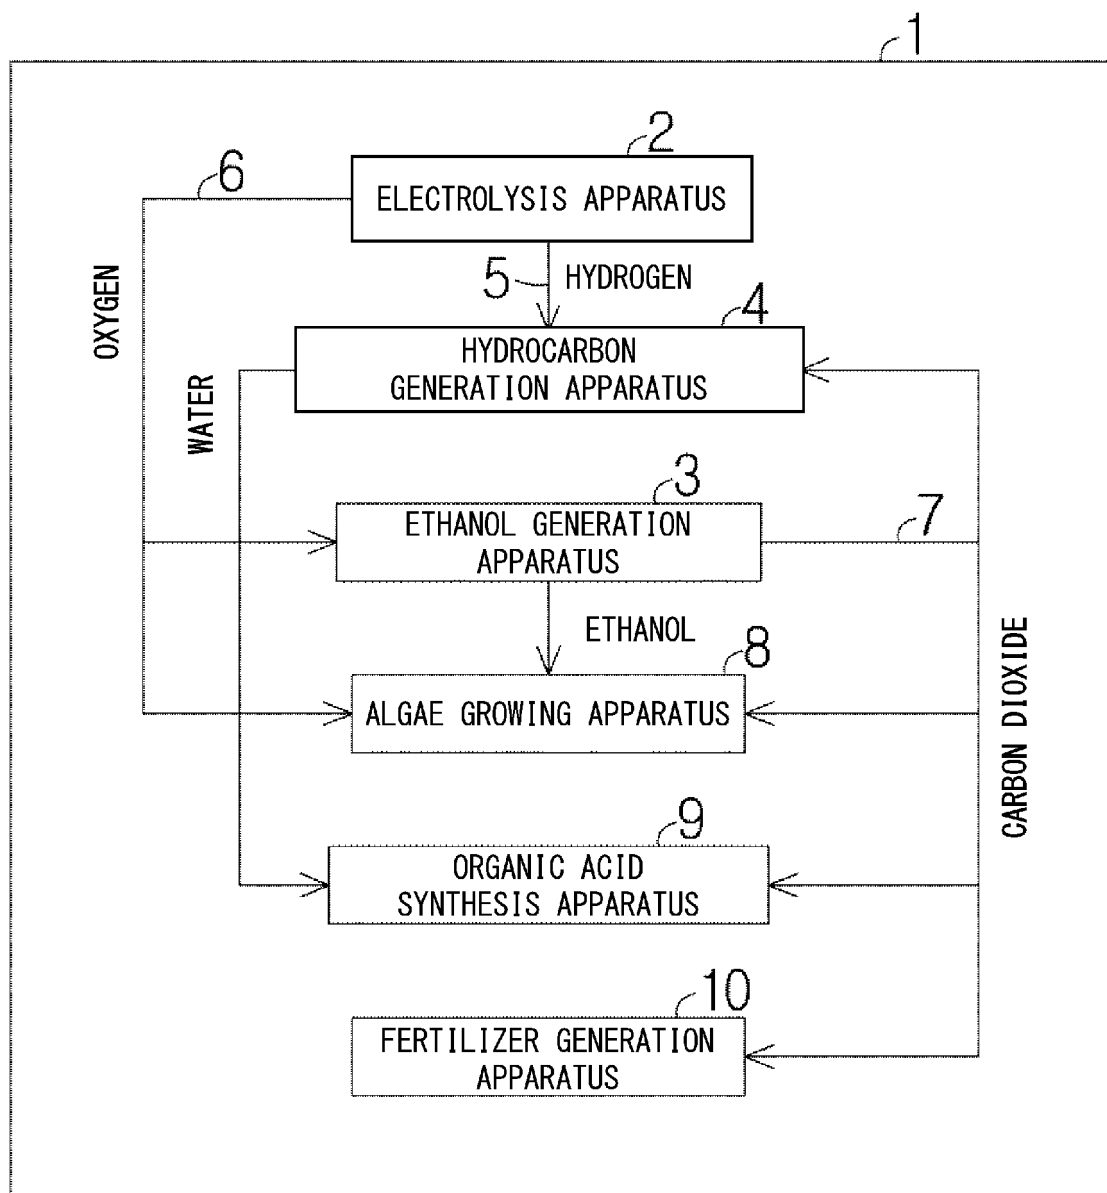 1
2
6
ELECTROLYSIS APPARATUS
5
HYDROGEN
OXYGEN
4
HYDROCARBON
GENERATION APPARATUS
WATER
3
ETHANOL GENERATION
APPARATUS
7
ETHANOL
8
ALGAE GROWING APPARATUS
CARBON DIOXIDE
9
ORGANIC ACID
SYNTHESIS APPARATUS
10
FERTILIZER GENERATION
APPARATUS